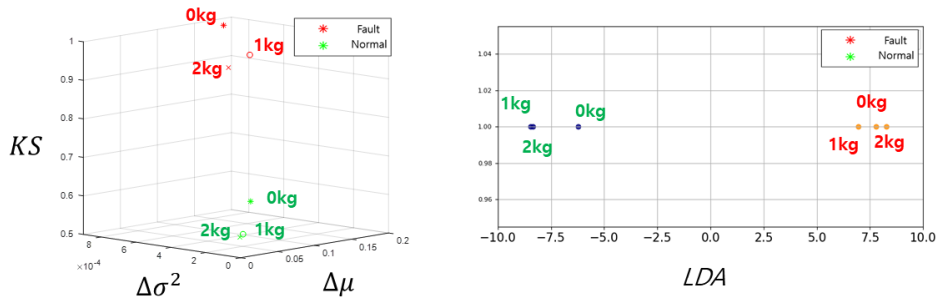 0kg
1kg
2kg
Fault
Normal
KS
1
0.9
0.8
0.7
0.6
0.5
0kg
2kg
1kg
8
6
4
2
0
×10⁻⁴
0
0.05
0.1
0.15
0.2
Δσ²
Δμ
Fault
Normal
1.04
1.02
1.00
0.98
0.96
1kg
2kg
0kg
0kg
1kg
2kg
−10.0
−7.5
−5.0
−2.5
0.0
2.5
5.0
7.5
10.0
LDA